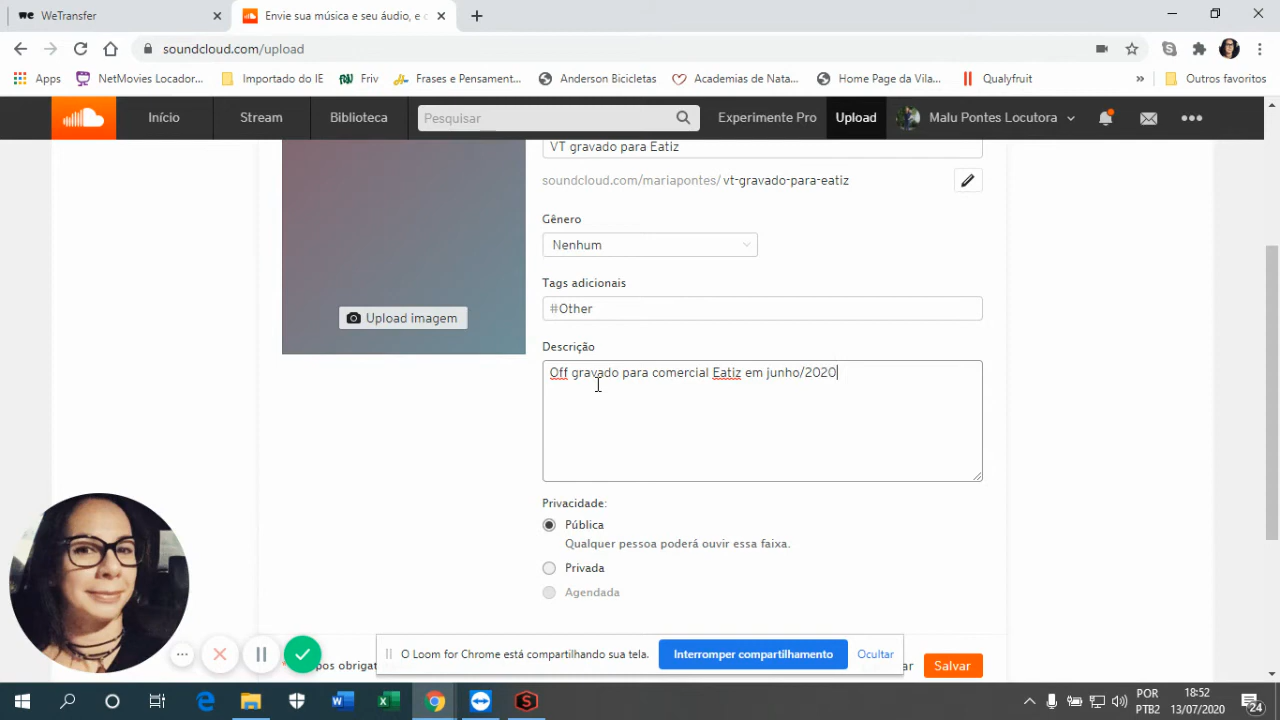 WeTransfer
Envie sua música e seu áudio, e c
soundcloud.com/upload
Apps
NetMovies Locador...
Importado do IE
Friv
Frases e Pensament...
Anderson Bicicletas
Academias de Nata...
Home Page da Vila...
Qualyfruit
»
Outros favoritos
Início
Stream
Biblioteca
Pesquisar
Experimente Pro
Upload
Malu Pontes Locutora
VT gravado para Eatiz
soundcloud.com/mariapontes/ vt-gravado-para-eatiz
Gênero
Nenhum
Tags adicionais
#Other
Upload imagem
Descrição
Off gravado para comercial Eatiz em junho/2020
Privacidade:
Pública
Qualquer pessoa poderá ouvir essa faixa.
Privada
Agendada
O Loom for Chrome está compartilhando sua tela.
Interromper compartilhamento
Ocultar
pos obrigat
ar
Salvar
POR
PTB2
18:52
13/07/2020
24